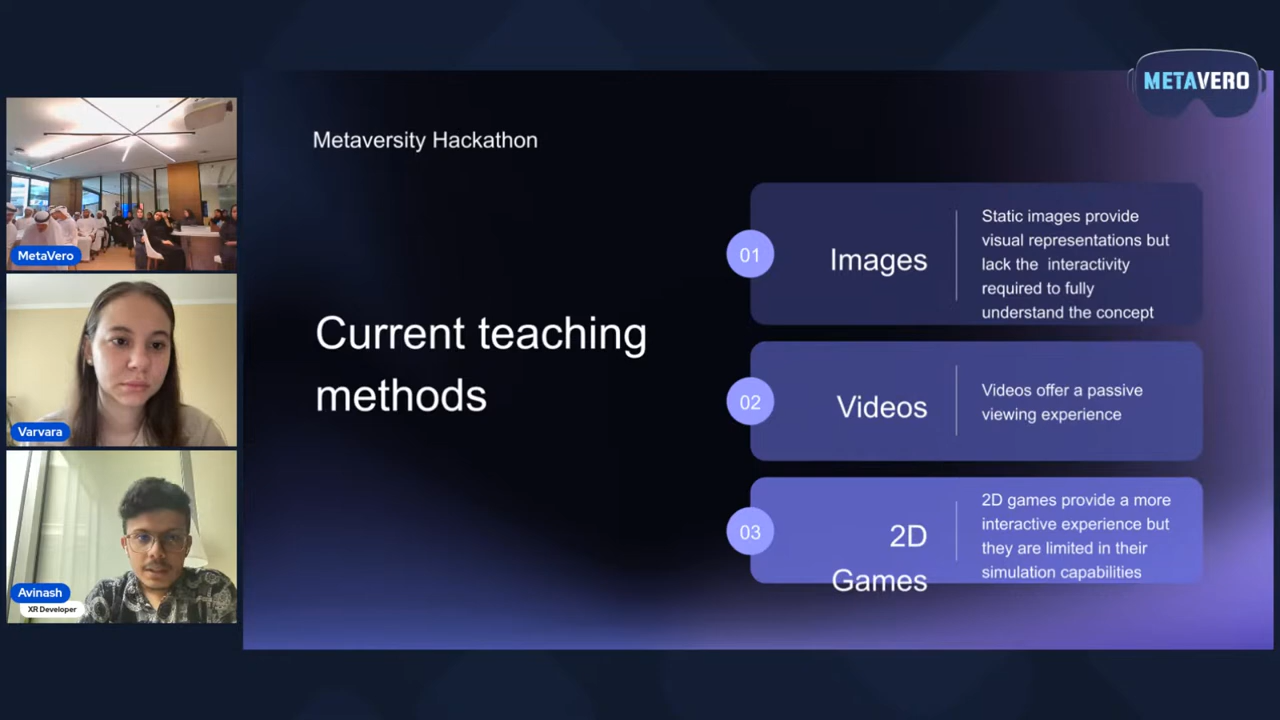 METAVERO
Metaversity Hackathon
Current teaching
methods
01
Images
Static images provide
visual representations but
lack the interactivity
required to fully
understand the concept
02
Videos
Videos offer a passive
viewing experience
03
2D
Games
2D games provide a more
interactive experience but
they are limited in their
simulation capabilities
MetaVero
Varvara
Avinash
XR Developer